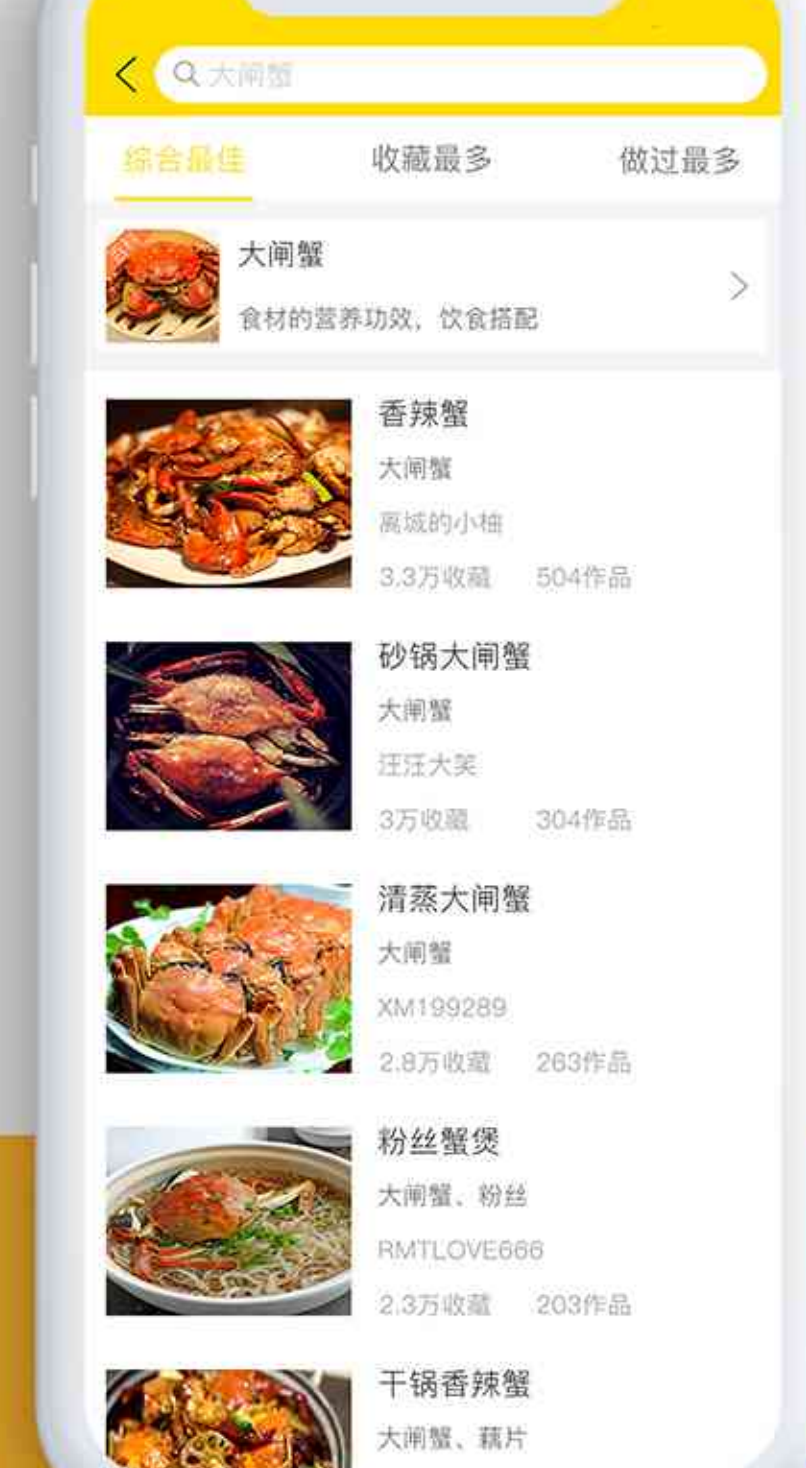 大闸蟹
综合最佳 收藏最多 做过最多
大闸蟹
食材的营养功效，饮食搭配
香辣蟹
大闸蟹
离城的小柚
3.3万收藏 504作品
砂锅大闸蟹
大闸蟹
汪汪大笑
3万收藏 304作品
清蒸大闸蟹
大闸蟹
XM199289
2.8万收藏 263作品
粉丝蟹煲
大闸蟹、粉丝
RMTLOVE666
2.3万收藏 203作品
干锅香辣蟹
大闸蟹、藕片